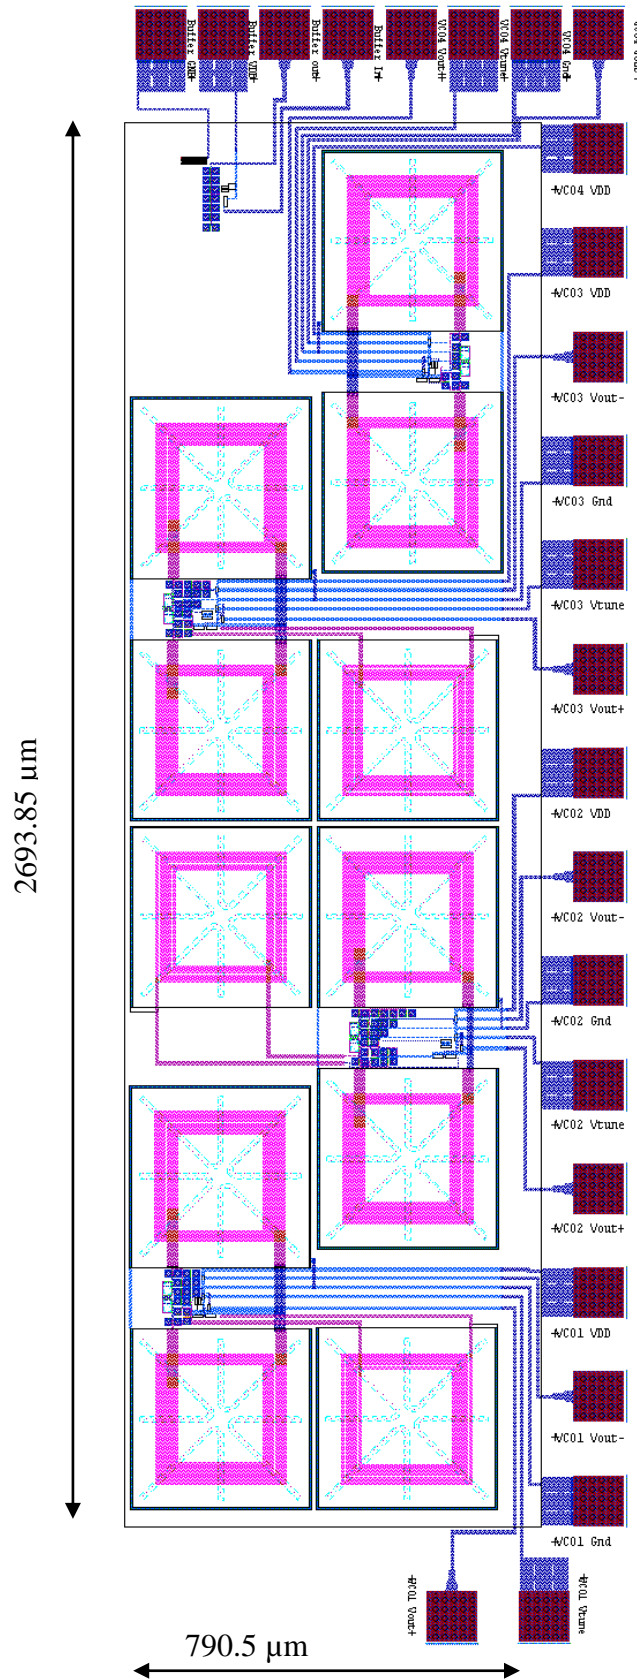 Buffer
Buffer
Buffer out+
Buffer In+
VCO4 Vout+
VCO4 Vtune+
VCO4 Gnd+
+VCO4 VDD
+VCO3 VDD
+VCO3 Vout-
+VCO3 Gnd
+VCO3 Vtune
+VCO3 Vout+
+VCO2 VDD
+VCO2 Vout-
+VCO2 Gnd
+VCO2 Vtune
+VCO2 Vout+
+VCO1 VDD
+VCO1 Vout-
+VCO1 Gnd
+VCO1 Vout+
+VCO1 Vtune
2693.85 µm
790.5 µm